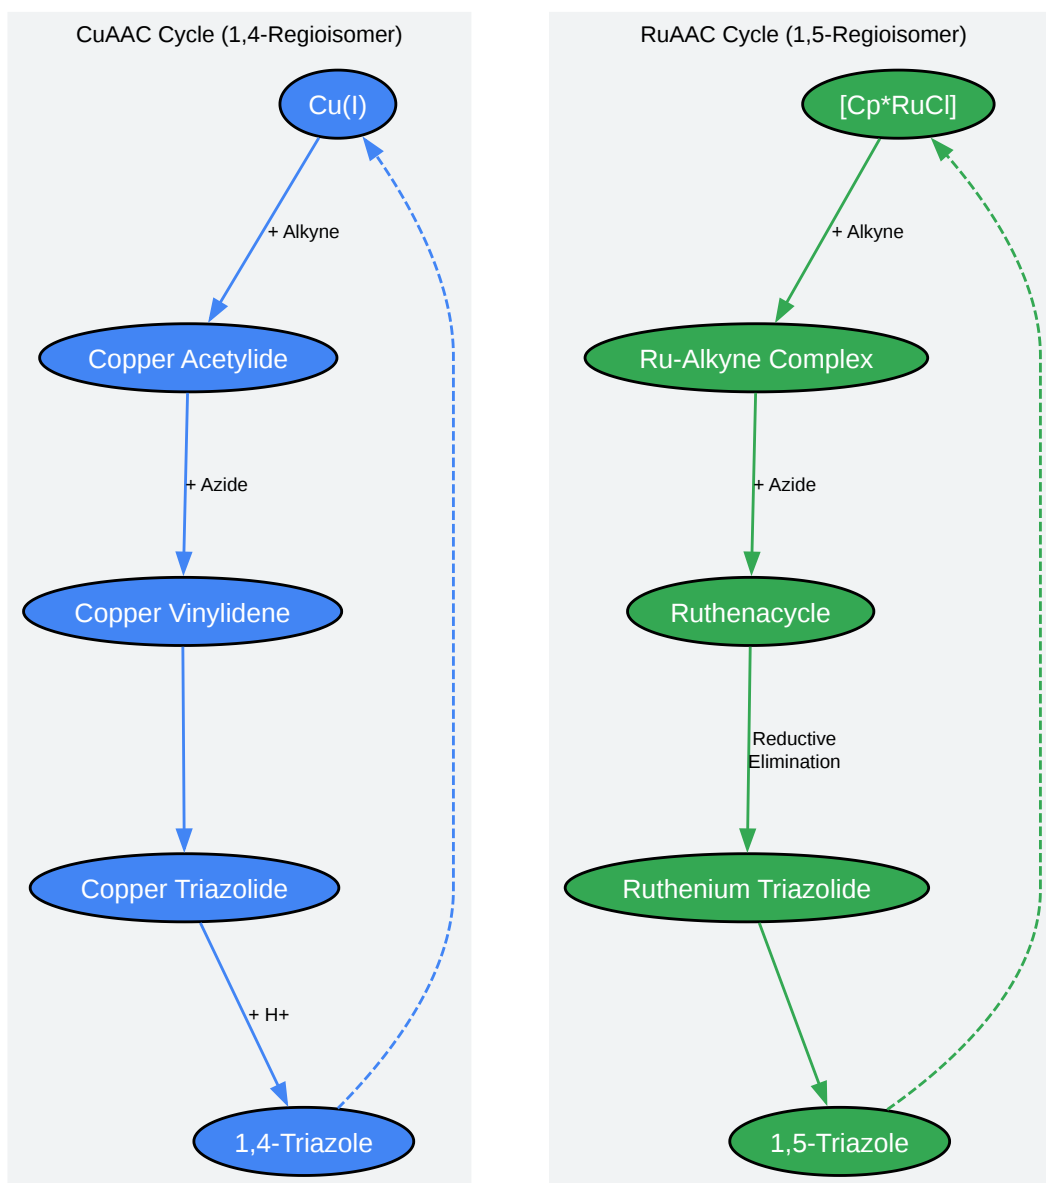 CuAAC Cycle (1,4-Regioisomer)
Cu(I)
+ Alkyne
Copper Acetylide
+ Azide
Copper Vinylidene
Copper Triazolide
+ H+
1,4-Triazole
RuAAC Cycle (1,5-Regioisomer)
[Cp*RuCl]
+ Alkyne
Ru-Alkyne Complex
+ Azide
Ruthenacycle
Reductive
Elimination
Ruthenium Triazolide
1,5-Triazole